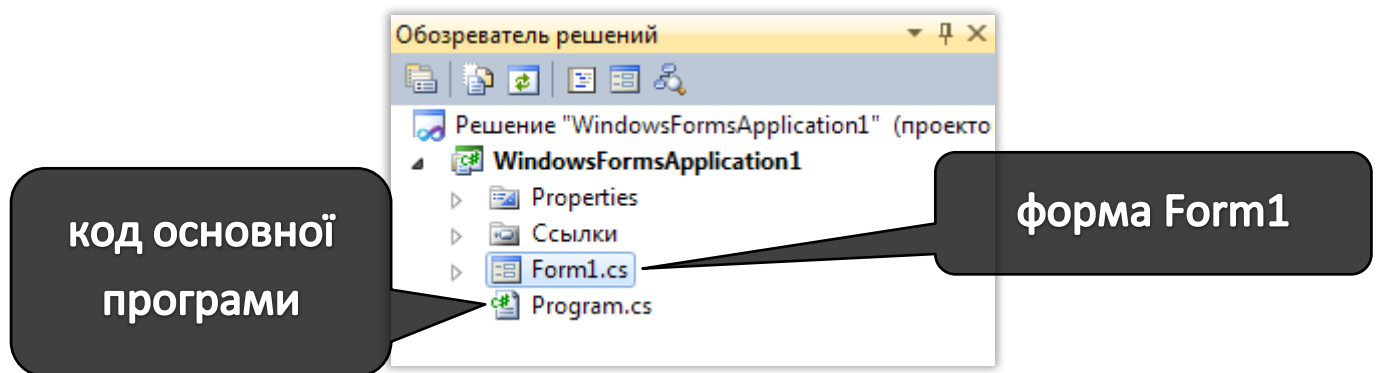 Обозреватель решений
Решение "WindowsFormsApplication1" (проекто
WindowsFormsApplication1
Properties
Ссылки
Form1.cs
Program.cs
код основної
програми
форма Form1